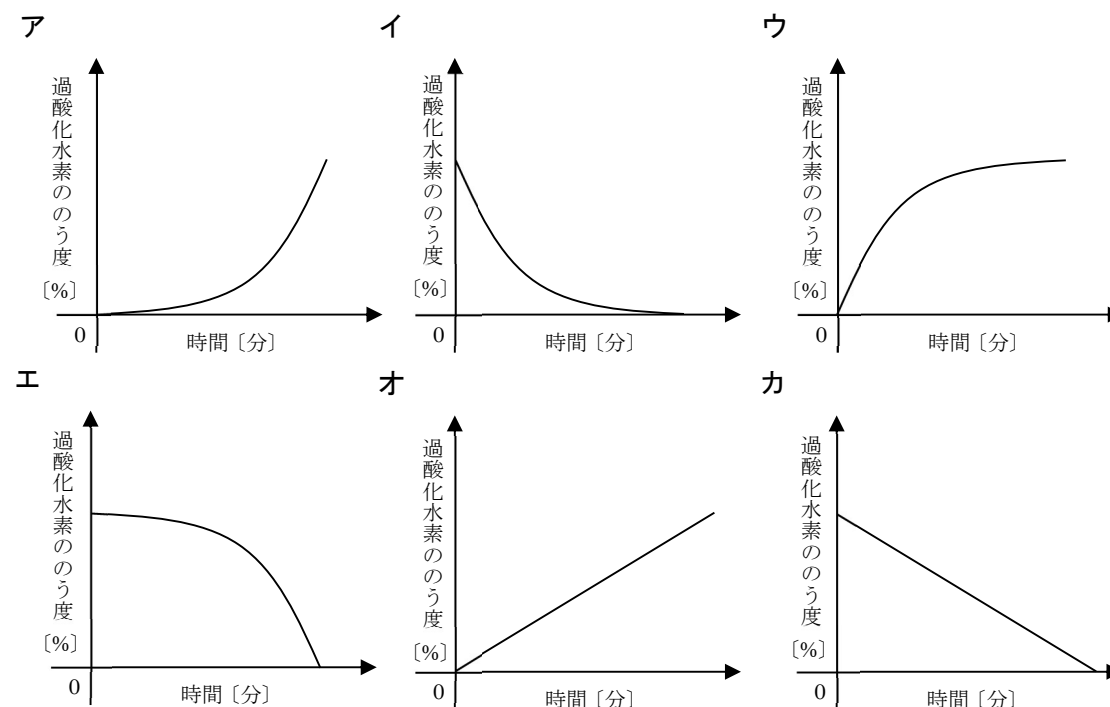 ア
過酸化水素ののう度
〔%〕
0
時間〔分〕
イ
過酸化水素ののう度
〔%〕
0
時間〔分〕
ウ
過酸化水素ののう度
〔%〕
0
時間〔分〕
エ
過酸化水素ののう度
〔%〕
0
時間〔分〕
オ
過酸化水素ののう度
〔%〕
0
時間〔分〕
カ
過酸化水素ののう度
〔%〕
0
時間〔分〕